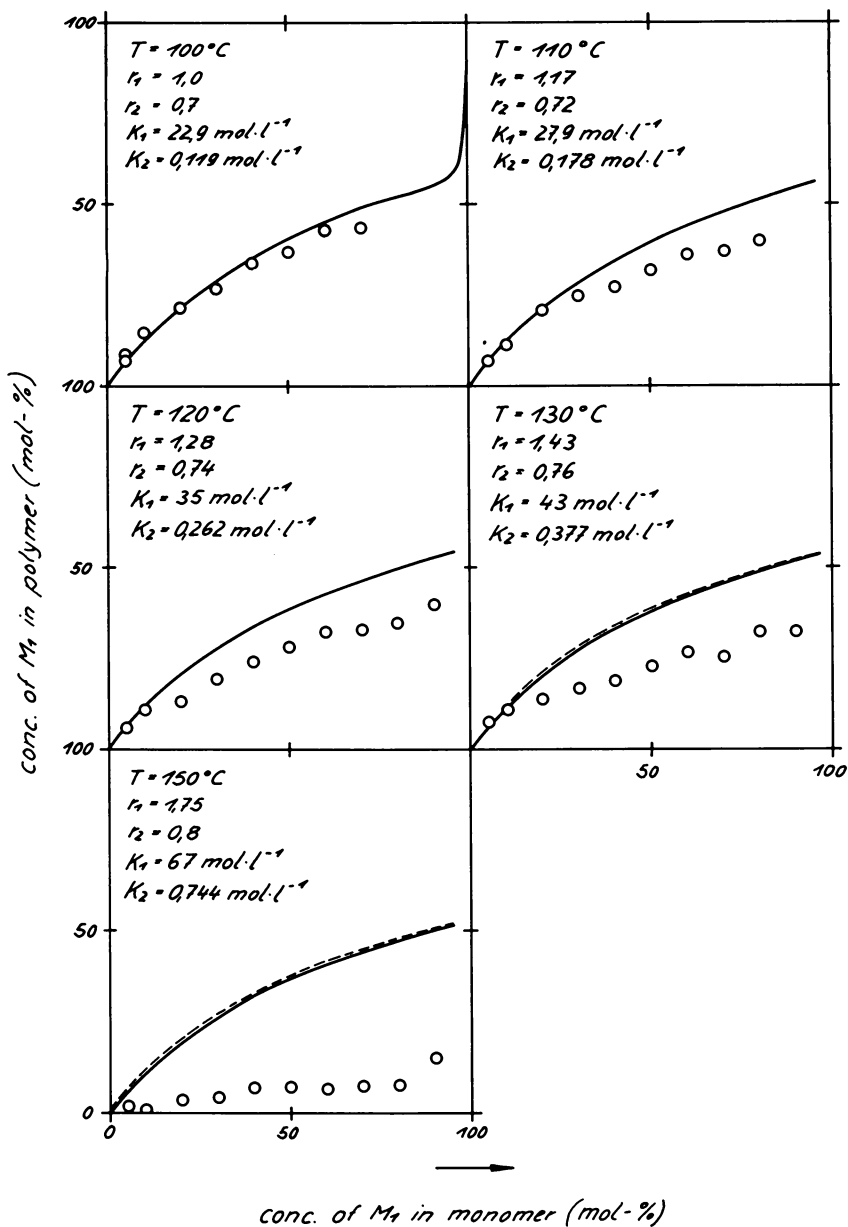 100
T = 100°C
r₁ = 1,0
r₂ = 0,7
K₁ = 22,9 mol·l⁻¹
K₂ = 0,119 mol·l⁻¹
50
T = 110°C
r₁ = 1,17
r₂ = 0,72
K₁ = 27,9 mol·l⁻¹
K₂ = 0,178 mol·l⁻¹
100
T = 120°C
r₁ = 1,28
r₂ = 0,74
K₁ = 35 mol·l⁻¹
K₂ = 0,262 mol·l⁻¹
50
T = 130°C
r₁ = 1,43
r₂ = 0,76
K₁ = 43 mol·l⁻¹
K₂ = 0,377 mol·l⁻¹
50
100
100
T = 150°C
r₁ = 1,75
r₂ = 0,8
K₁ = 67 mol·l⁻¹
K₂ = 0,744 mol·l⁻¹
50
0
0
50
100
conc. of M₁ in polymer (mol-%)
conc. of M₁ in monomer (mol-%)